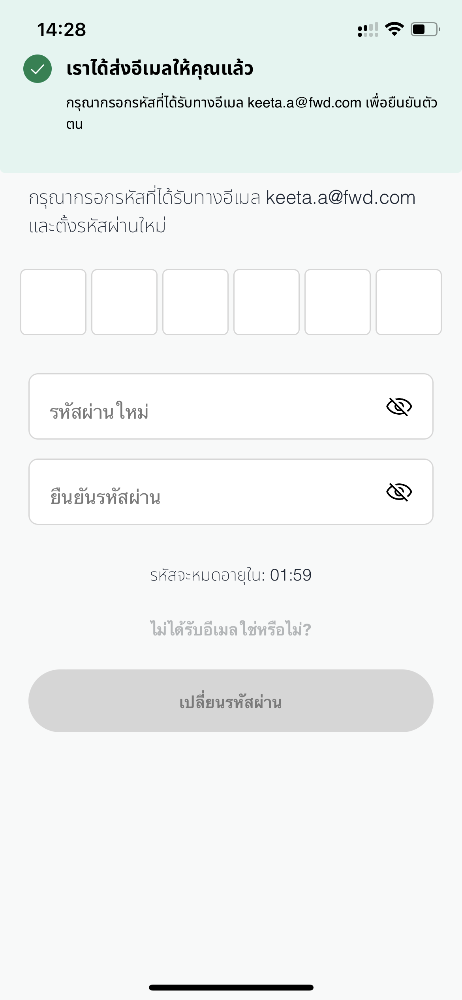 14:28
เราได้ส่งอีเมลให้คุณแล้ว
กรุณากรอกรหัสที่ได้รับทางอีเมล keeta.a@fwd.com เพื่อยืนยันตัว
ตน
กรุณากรอกรหัสที่ได้รับทางอีเมล keeta.a@fwd.com
และตั้งรหัสผ่านใหม่
รหัสผ่านใหม่
ยืนยันรหัสผ่าน
รหัสจะหมดอายุใน: 01:59
ไม่ได้รับอีเมลใช่หรือไม่?
เปลี่ยนรหัสผ่าน